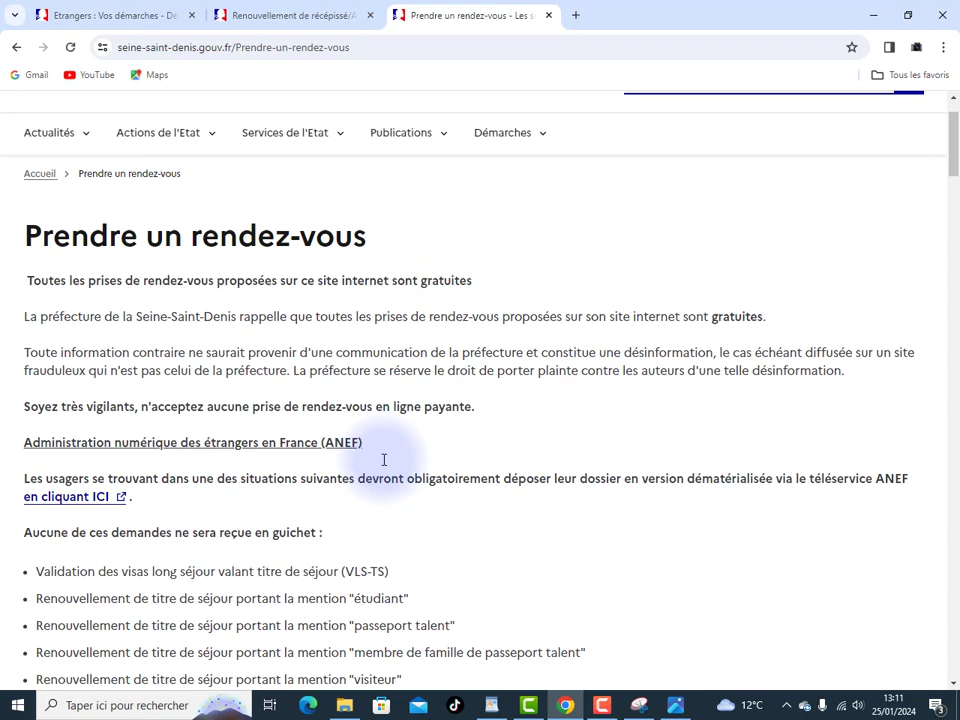 Etrangers : Vos démarches - Dé
Renouvellement de récépissé/A
Prendre un rendez-vous - Les s
seine-saint-denis.gouv.fr/Prendre-un-rendez-vous
Gmail
YouTube
Maps
Tous les favoris
Actualités
Actions de l'Etat
Services de l'Etat
Publications
Démarches
Accueil > Prendre un rendez-vous
Prendre un rendez-vous
Toutes les prises de rendez-vous proposées sur ce site internet sont gratuites
La préfecture de la Seine-Saint-Denis rappelle que toutes les prises de rendez-vous proposées sur son site internet sont gratuites.
Toute information contraire ne saurait provenir d'une communication de la préfecture et constitue une désinformation, le cas échéant diffusée sur un site
frauduleux qui n'est pas celui de la préfecture. La préfecture se réserve le droit de porter plainte contre les auteurs d'une telle désinformation.
Soyez très vigilants, n'acceptez aucune prise de rendez-vous en ligne payante.
Administration numérique des étrangers en France (ANEF)
Les usagers se trouvant dans une des situations suivantes devront obligatoirement déposer leur dossier en version dématérialisée via le téléservice ANEF
en cliquant ICI .
Aucune de ces demandes ne sera reçue en guichet :
• Validation des visas long séjour valant titre de séjour (VLS-TS)
• Renouvellement de titre de séjour portant la mention "étudiant"
• Renouvellement de titre de séjour portant la mention "passeport talent"
• Renouvellement de titre de séjour portant la mention "membre de famille de passeport talent"
• Renouvellement de titre de séjour portant la mention "visiteur"
Taper ici pour rechercher
12°C
13:11
25/01/2024
3